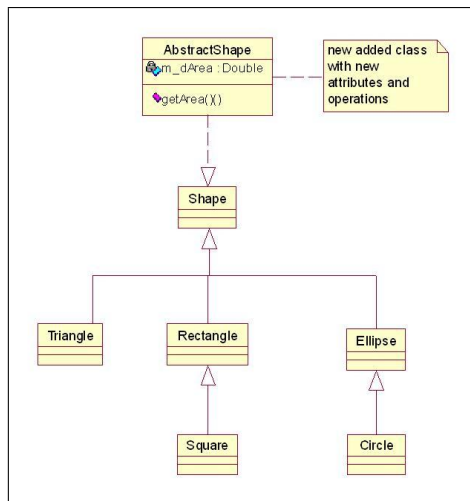 AbstractShape
m_dArea : Double
getArea()()
new added class
with new
attributes and
operations
Shape
Triangle
Rectangle
Ellipse
Square
Circle